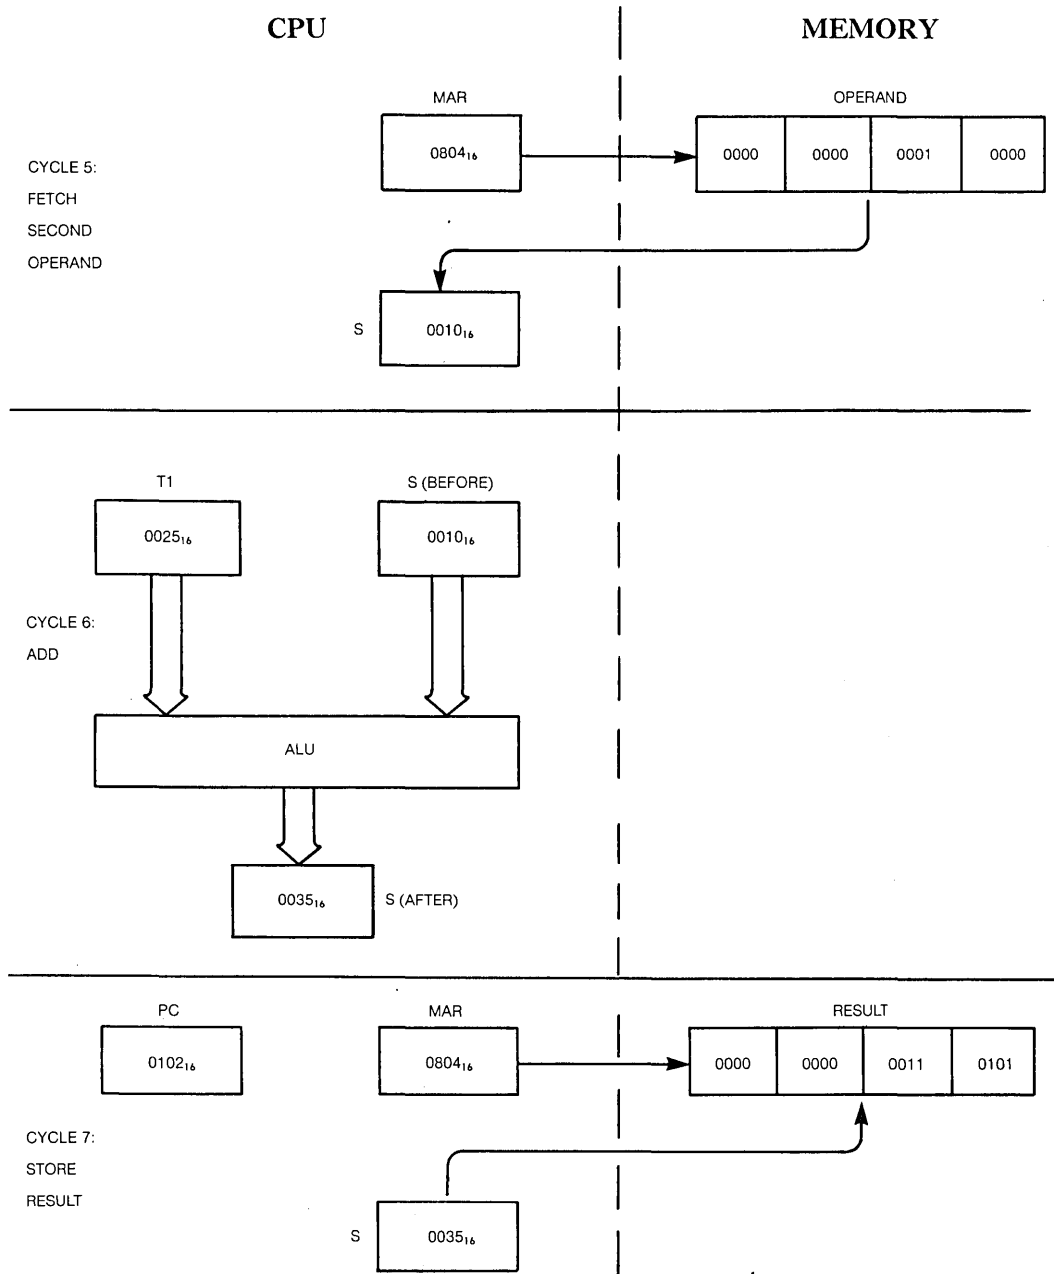 CPU MEMORY
MAR OPERAND
CYCLE 5:
FETCH
SECOND
OPERAND
0804₁₆ 0000 0000 0001 0000
S 0010₁₆
T1 S (BEFORE)
0025₁₆ 0010₁₆
CYCLE 6:
ADD
ALU
0035₁₆ S (AFTER)
PC MAR RESULT
0102₁₆ 0804₁₆ 0000 0000 0011 0101
CYCLE 7:
STORE
RESULT
S 0035₁₆